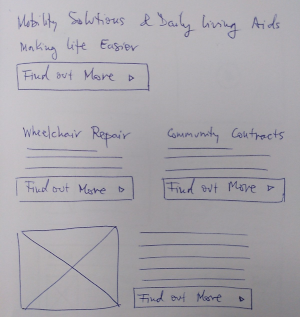 Mobility Solutions & Daily Living Aids
Making Life Easier
Find out More ▷
Wheelchair Repair
Find out More ▷
Community Contracts
Find out More ▷
Find out More ▷